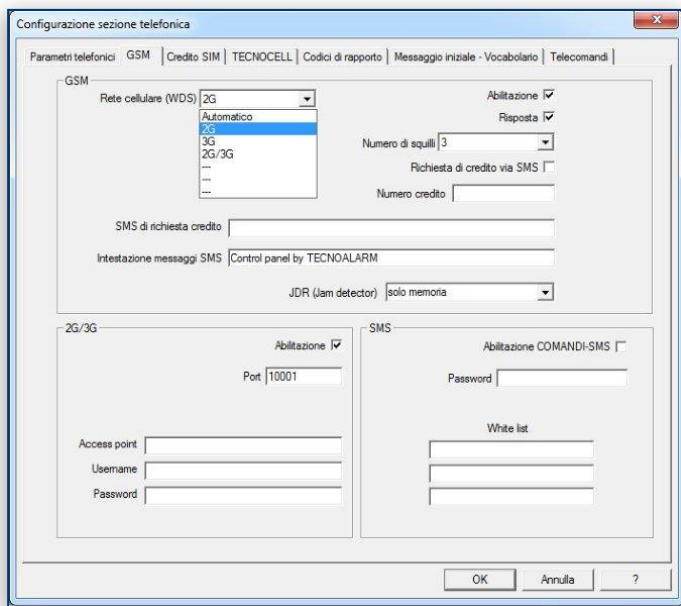 Configurazione sezione telefonica
Parametri telefonici GSM Credito SIM TECNOCELL Codici di rapporto Messaggio iniziale - Vocabolario Telecomandi
GSM
Rete cellulare (WDS) 2G
Abilitazione
Automatico
2G
3G
2G/3G
---
---
---
Risposta
Numero di squilli 3
Richiesta di credito via SMS
Numero credito
SMS di richiesta credito
Intestazione messaggi SMS Control panel by TECNOALARM
JDR (Jam detector) solo memoria
2G/3G
Abilitazione
Port 10001
Access point
Username
Password
SMS
Abilitazione COMANDI-SMS
Password
White list
OK Annulla ?